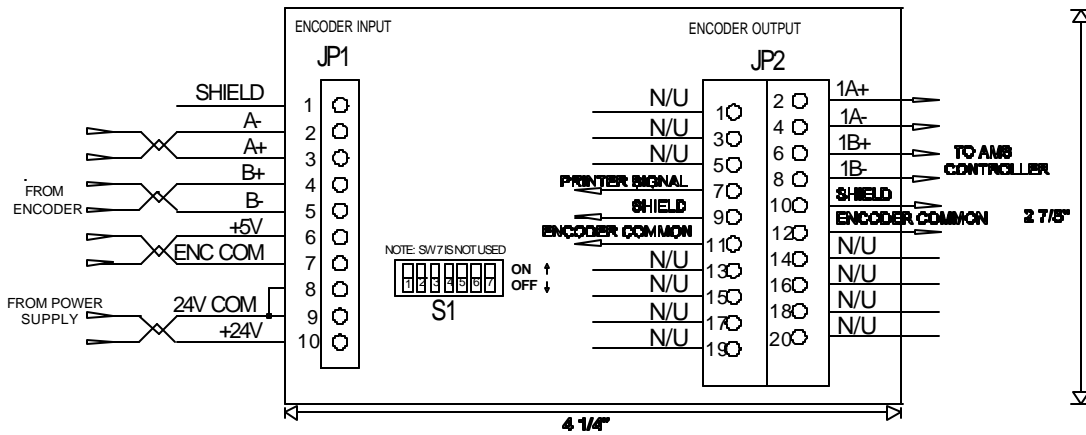 ENCODER INPUT
JP1
SHIELD 1
A- 2
A+ 3
B+ 4
B- 5
+5V 6
ENC COM 7
8
24V COM 9
+24V 10
FROM
ENCODER
FROM POWER
SUPPLY
NOTE: SW7 IS NOT USED
1 2 3 4 5 6 7
ON
OFF
S1
ENCODER OUTPUT
JP2
N/U 1
N/U 3
N/U 5
PRINTER SIGNAL 7
SHIELD 9
ENCODER COMMON 11
N/U 13
N/U 15
N/U 17
N/U 19
2 1A+
4 1A-
6 1B+
8 1B-
10 SHIELD
12 ENCODER COMMON
14 N/U
16 N/U
18 N/U
20 N/U
TO AMS
CONTROLLER
2 7/8"
4 1/4"